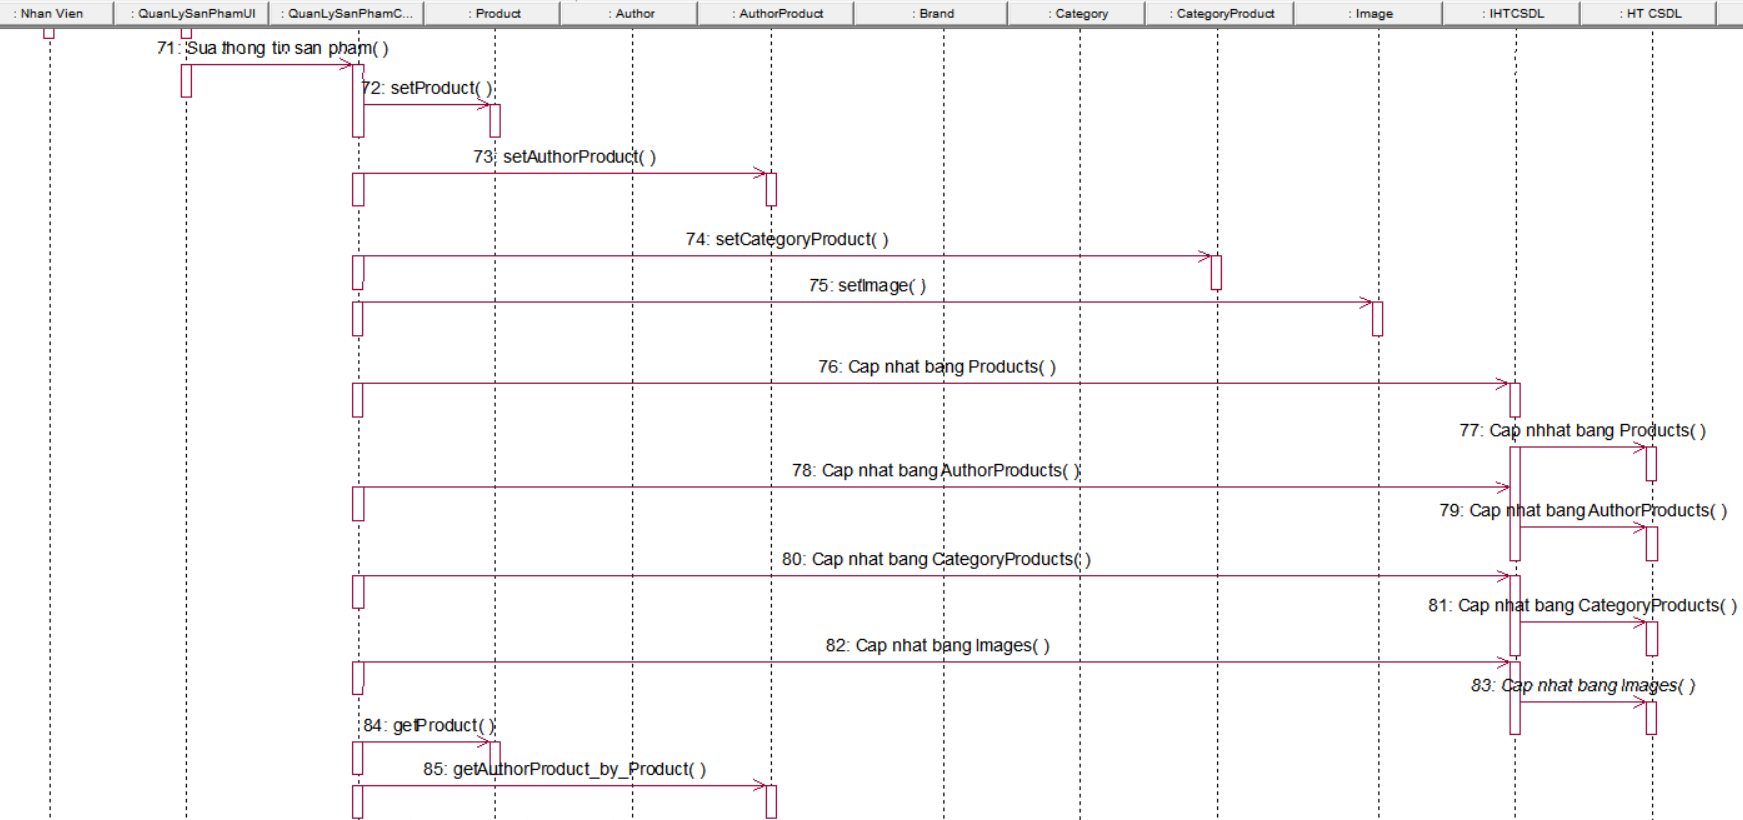 : Nhan Vien
: QuanLySanPhamUI
: QuanLySanPhamC...
: Product
: Author
: AuthorProduct
: Brand
: Category
: CategoryProduct
: Image
: IHTCSDL
: HT CSDL
71: Sua thong tin san pham( )
72: setProduct( )
73: setAuthorProduct( )
74: setCategoryProduct( )
75: setImage( )
76: Cap nhat bang Products( )
77: Cap nhhat bang Products( )
78: Cap nhat bang AuthorProducts( )
79: Cap nhat bang AuthorProducts( )
80: Cap nhat bang CategoryProducts( )
81: Cap nhat bang CategoryProducts( )
82: Cap nhat bang Images( )
83: Cap nhat bang Images( )
84: getProduct( )
85: getAuthorProduct_by_Product( )